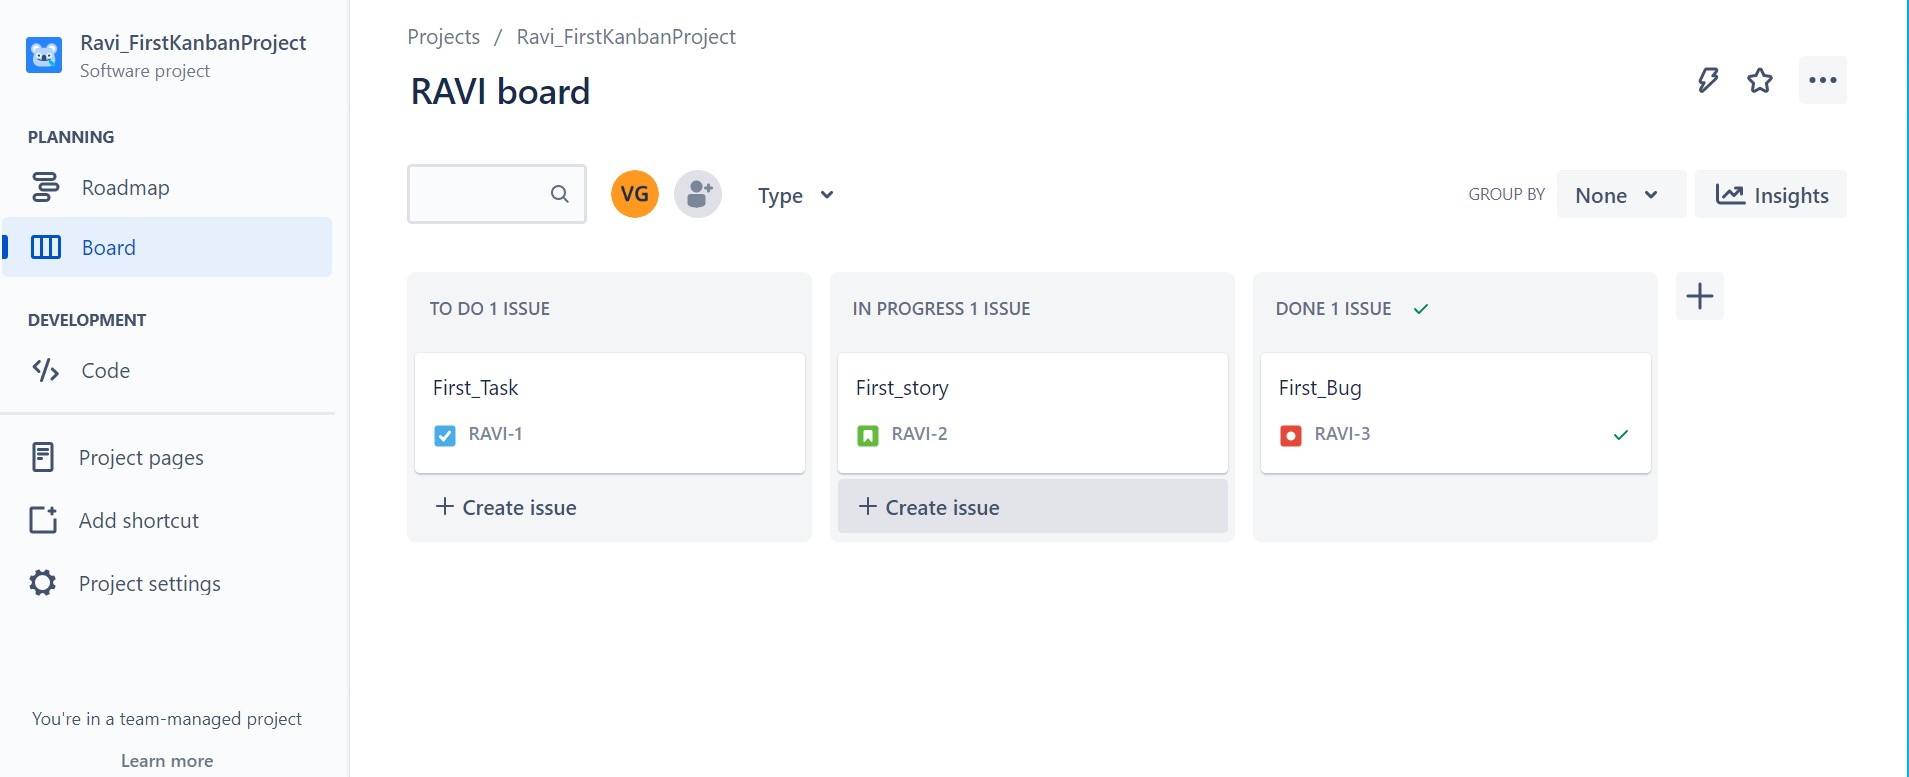 Ravi_FirstKanbanProject
Software project
PLANNING
Roadmap
Board
DEVELOPMENT
Code
Project pages
Add shortcut
Project settings
You're in a team-managed project
Learn more
Projects / Ravi_FirstKanbanProject
RAVI board
VG
Type
GROUP BY
None
Insights
TO DO 1 ISSUE
First_Task
RAVI-1
+ Create issue
IN PROGRESS 1 ISSUE
First_story
RAVI-2
+ Create issue
DONE 1 ISSUE
First_Bug
RAVI-3